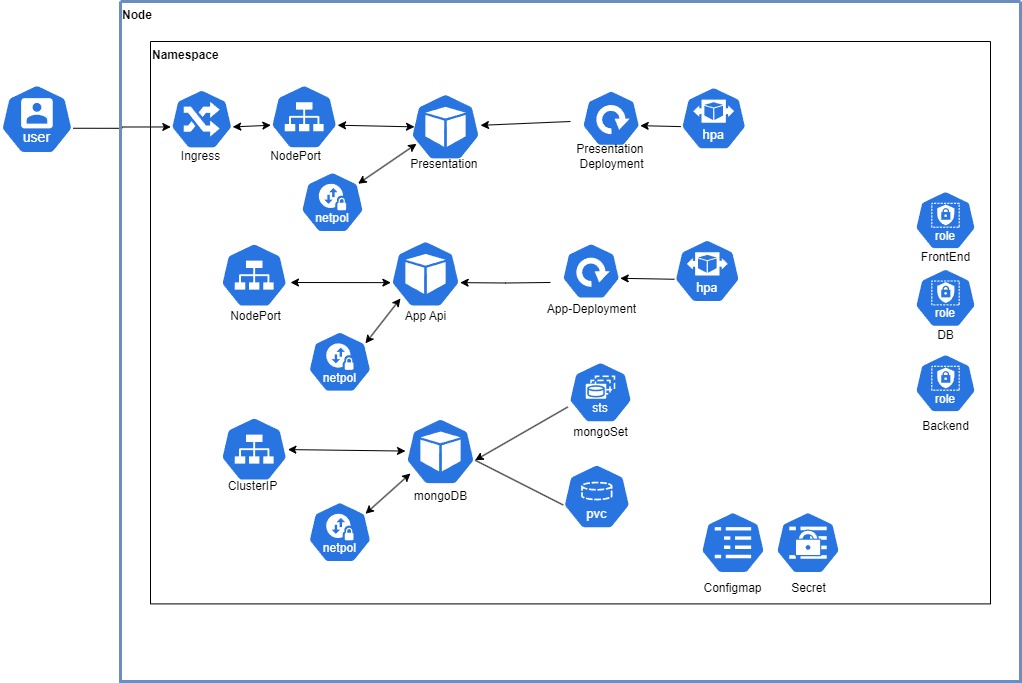 Node
Namespace
user
Ingress
NodePort
Presentation
Presentation
Deployment
hpa
netpol
role
FrontEnd
NodePort
App Api
App-Deployment
hpa
role
DB
netpol
sts
mongoSet
role
Backend
ClusterIP
mongoDB
pvc
netpol
Configmap
Secret